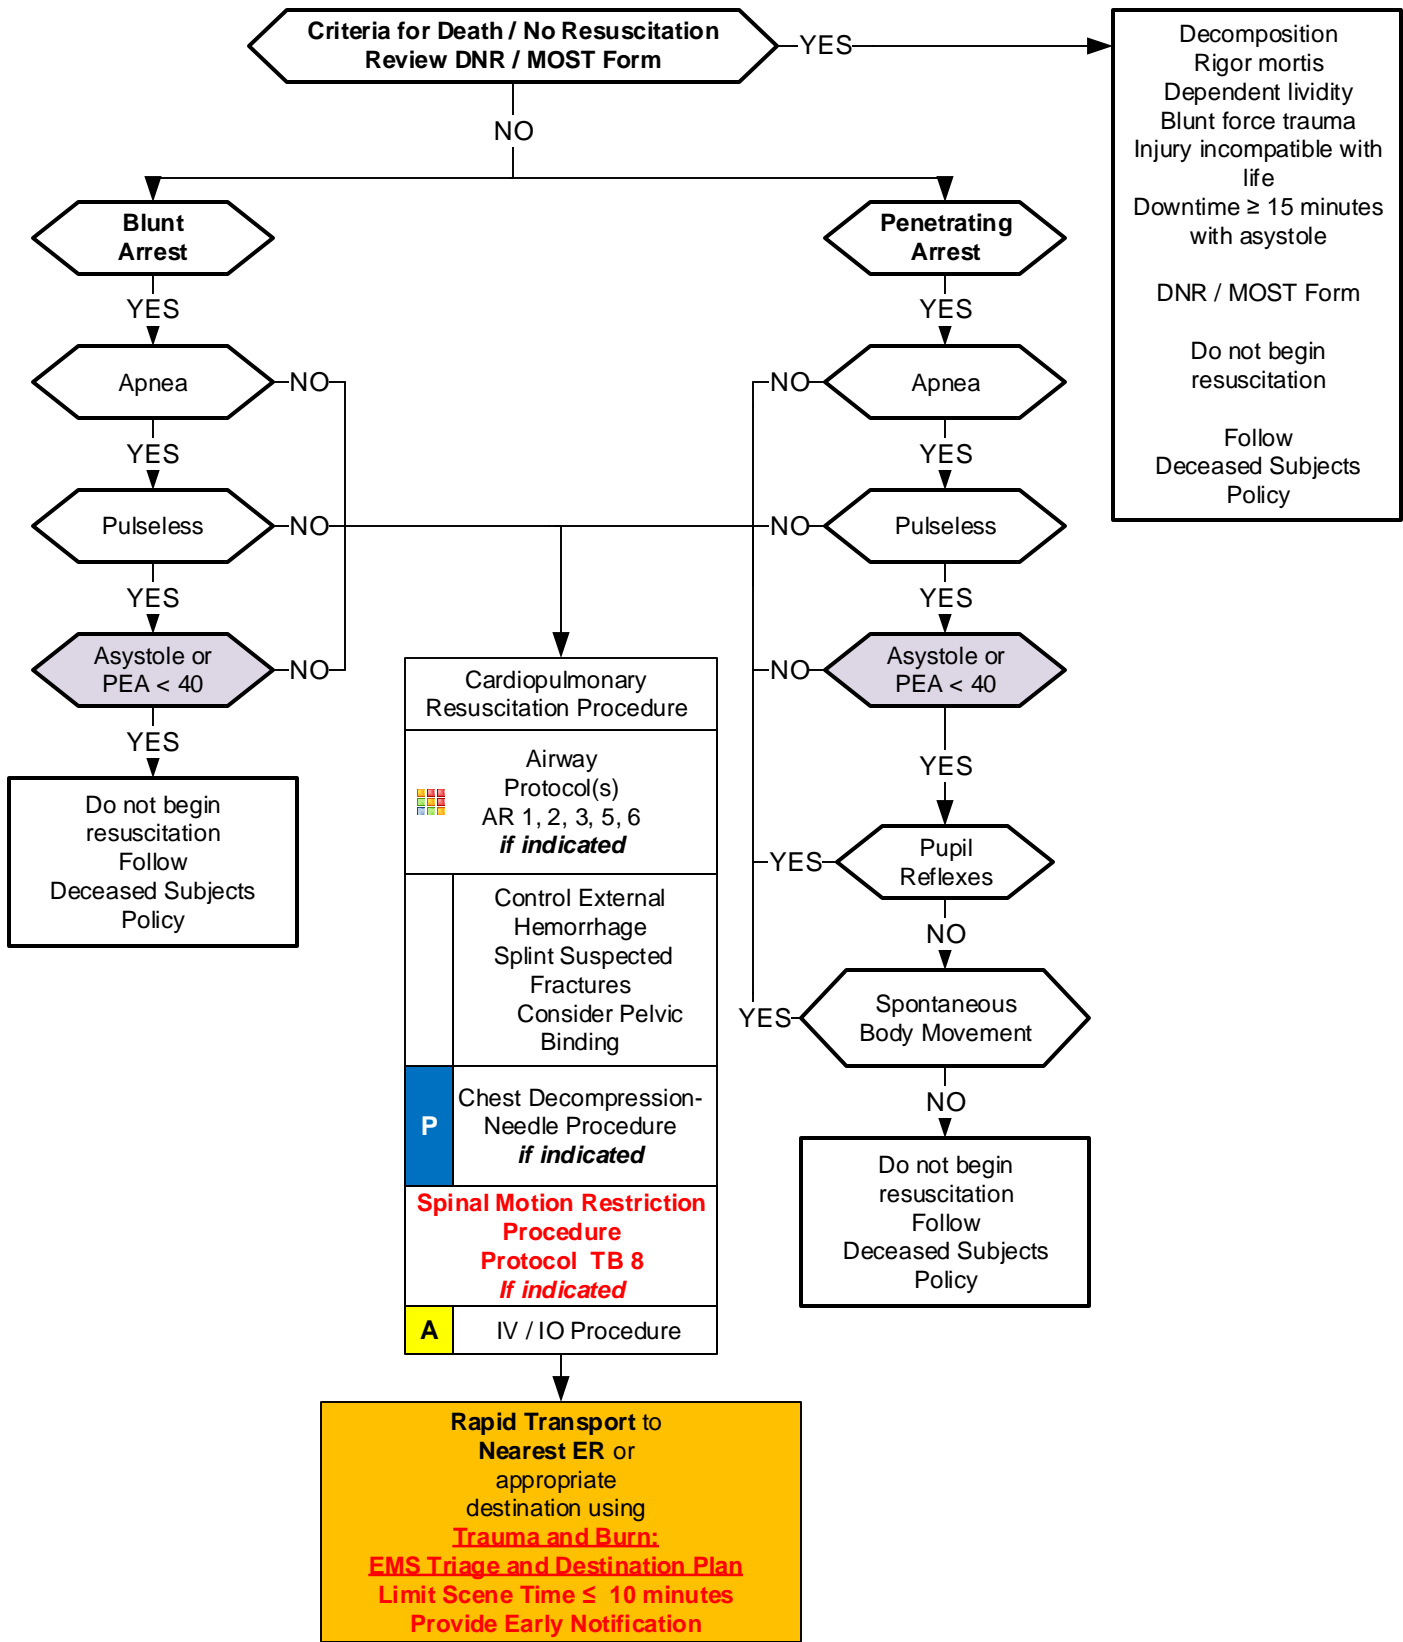 Criteria for Death / No Resuscitation
Review DNR / MOST Form
YES
Decomposition
Rigor mortis
Dependent lividity
Blunt force trauma
Injury incompatible with
life
Downtime ≥ 15 minutes
with asystole
DNR / MOST Form
Do not begin
resuscitation
Follow
Deceased Subjects
Policy
NO
Blunt
Arrest
YES
Apnea
NO
YES
Pulseless
NO
YES
Asystole or
PEA < 40
NO
YES
Do not begin
resuscitation
Follow
Deceased Subjects
Policy
Penetrating
Arrest
YES
Apnea
NO
YES
Pulseless
NO
YES
Asystole or
PEA < 40
NO
YES
Pupil
Reflexes
YES
NO
Spontaneous
Body Movement
YES
NO
Do not begin
resuscitation
Follow
Deceased Subjects
Policy
Cardiopulmonary
Resuscitation Procedure
Airway
Protocol(s)
AR 1, 2, 3, 5, 6
if indicated
Control External
Hemorrhage
Splint Suspected
Fractures
Consider Pelvic
Binding
P
Chest Decompression-
Needle Procedure
if indicated
Spinal Motion Restriction
Procedure
Protocol TB 8
If indicated
A
IV / IO Procedure
Rapid Transport to
Nearest ER or
appropriate
destination using
Trauma and Burn:
EMS Triage and Destination Plan
Limit Scene Time ≤ 10 minutes
Provide Early Notification